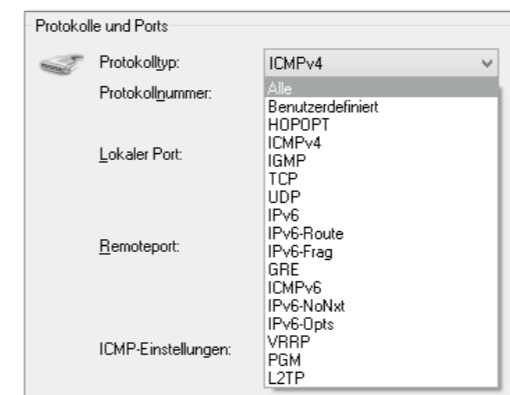 Protokolle und Ports
Protokolltyp: ICMPv4
Protokollnummer:
Lokaler Port:
Remoteport:
ICMP-Einstellungen:
Alle
Benutzerdefiniert
HOPOPT
ICMPv4
IGMP
TCP
UDP
IPv6
IPv6-Route
IPv6-Frag
GRE
ICMPv6
IPv6-NoNxt
IPv6-Opts
VRRP
PGM
L2TP